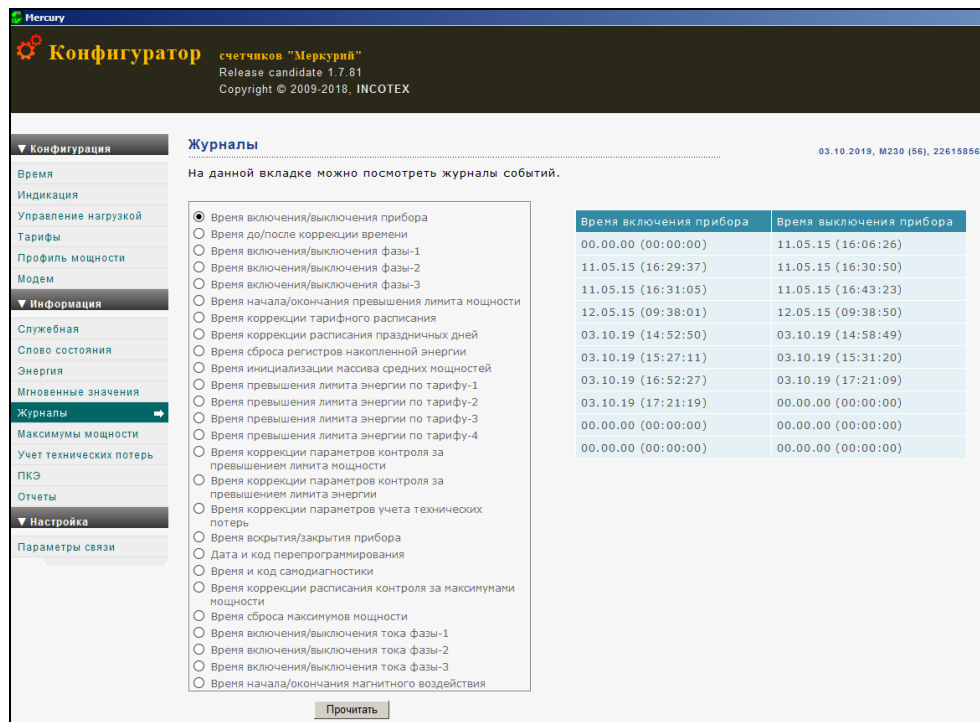 Mercury
Конфигуратор счетчиков "Меркурий"
Release candidate 1.7.81
Copyright © 2009-2018, INCOTEX
▼ Конфигурация
Время
Индикация
Управление нагрузкой
Тарифы
Профиль мощности
Модем
▼ Информация
Служебная
Слово состояния
Энергия
Мгновенные значения
Журналы
Максимумы мощности
Учет технических потерь
ПКЭ
Отчеты
▼ Настройка
Параметры связи
Журналы
03.10.2019, М230 (56), 22615856
На данной вкладке можно посмотреть журналы событий.
Время включения/выключения прибора
Время до/после коррекции времени
Время включения/выключения фазы-1
Время включения/выключения фазы-2
Время включения/выключения фазы-3
Время начала/окончания превышения лимита мощности
Время коррекции тарифного расписания
Время коррекции расписания праздничных дней
Время сброса регистров накопленной энергии
Время инициализации массива средних мощностей
Время превышения лимита энергии по тарифу-1
Время превышения лимита энергии по тарифу-2
Время превышения лимита энергии по тарифу-3
Время превышения лимита энергии по тарифу-4
Время коррекции параметров контроля за
превышением лимита мощности
Время коррекции параметров контроля за
превышением лимита энергии
Время коррекции параметров учета технических
потерь
Время вскрытия/закрытия прибора
Дата и код перепрограммирования
Время и код самодиагностики
Время коррекции расписания контроля за максимумами
мощности
Время сброса максимумов мощности
Время включения/выключения тока фазы-1
Время включения/выключения тока фазы-2
Время включения/выключения тока фазы-3
Время начала/окончания магнитного воздействия
Прочитать
Время включения прибора Время выключения прибора
00.00.00 (00:00:00) 11.05.15 (16:06:26)
11.05.15 (16:29:37) 11.05.15 (16:30:50)
11.05.15 (16:31:05) 11.05.15 (16:43:23)
12.05.15 (09:38:01) 12.05.15 (09:38:50)
03.10.19 (14:52:50) 03.10.19 (14:58:49)
03.10.19 (15:27:11) 03.10.19 (15:31:20)
03.10.19 (16:52:27) 03.10.19 (17:21:09)
03.10.19 (17:21:19) 00.00.00 (00:00:00)
00.00.00 (00:00:00) 00.00.00 (00:00:00)
00.00.00 (00:00:00) 00.00.00 (00:00:00)